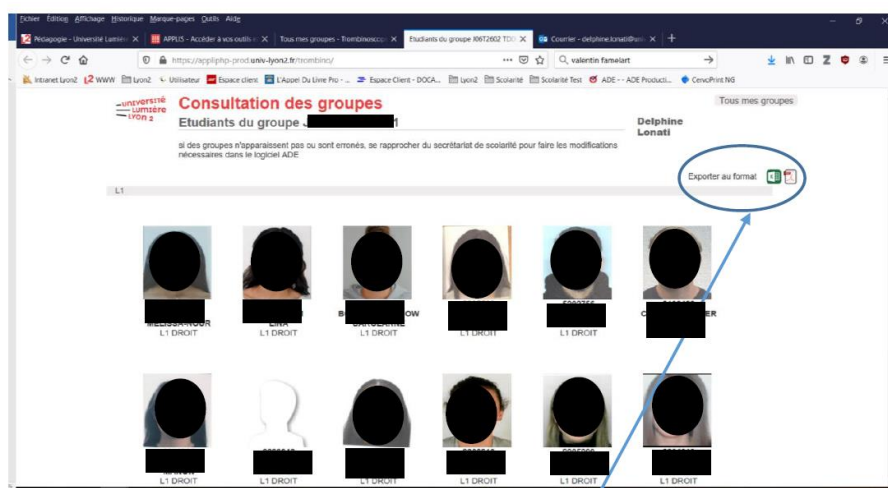 Fichier Édition Affichage Historique Marque-pages Outils Aide
Pédagogie - Université Lumière
APPLIS - Accéder à vos outils
Tous mes groupes - Trombinoscop
Etudiants du groupe J06T2602 TD0
Courrier - delphine.lonati@univ
https://appliphp-prod.univ-lyon2.fr/trombino/
valentin famelart
Intranet Lyon2
WWW
Lyon2
Utilisateur
Espace client
L'Appel Du Livre Pro - ...
Espace Client - DOCA...
Lyon2
Scolarité
Scolarité Test
ADE - - ADE Producti...
CervoPrint NG
université
LUMIÈRE
LYON 2
Consultation des groupes
Tous mes groupes
Etudiants du groupe
Delphine
Lonati
si des groupes n'apparaissent pas ou sont erronés, se rapprocher du secrétariat de scolarité pour faire les modifications
nécessaires dans le logiciel ADE
Exporter au format
L1
L1 DROIT
L1 DROIT
L1 DROIT
L1 DROIT
L1 DROIT
L1 DROIT
L1 DROIT
L1 DROIT
L1 DROIT
L1 DROIT
L1 DROIT
L1 DROIT